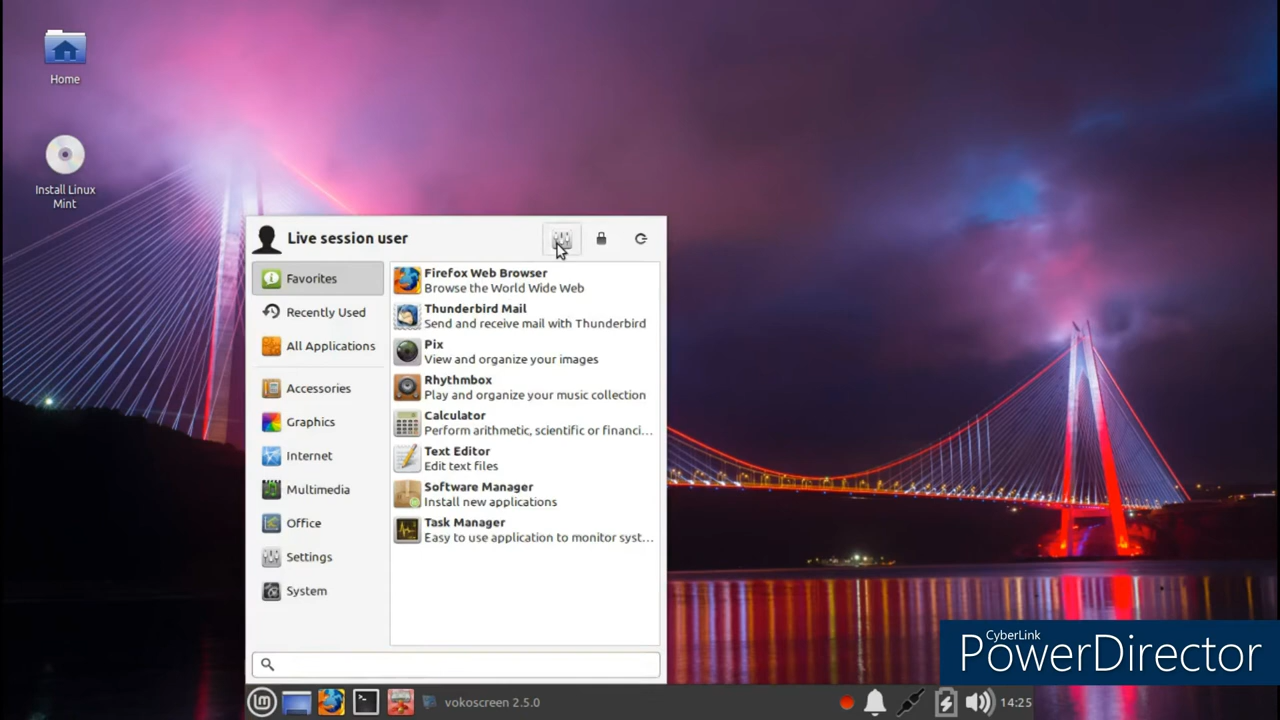 Home
Install Linux
Mint
Live session user
Favorites
Recently Used
All Applications
Accessories
Graphics
Internet
Multimedia
Office
Settings
System
Firefox Web Browser
Browse the World Wide Web
Thunderbird Mail
Send and receive mail with Thunderbird
Pix
View and organize your images
Rhythmbox
Play and organize your music collection
Calculator
Perform arithmetic, scientific or financi...
Text Editor
Edit text files
Software Manager
Install new applications
Task Manager
Easy to use application to monitor syst...
vokoscreen 2.5.0
14:25
CyberLink
PowerDirector